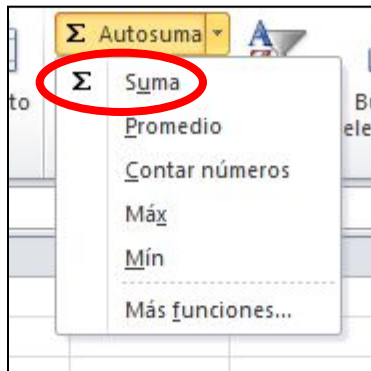 Σ Autosuma
Σ Suma
Promedio
Contar números
Máx
Mín
Más funciones...